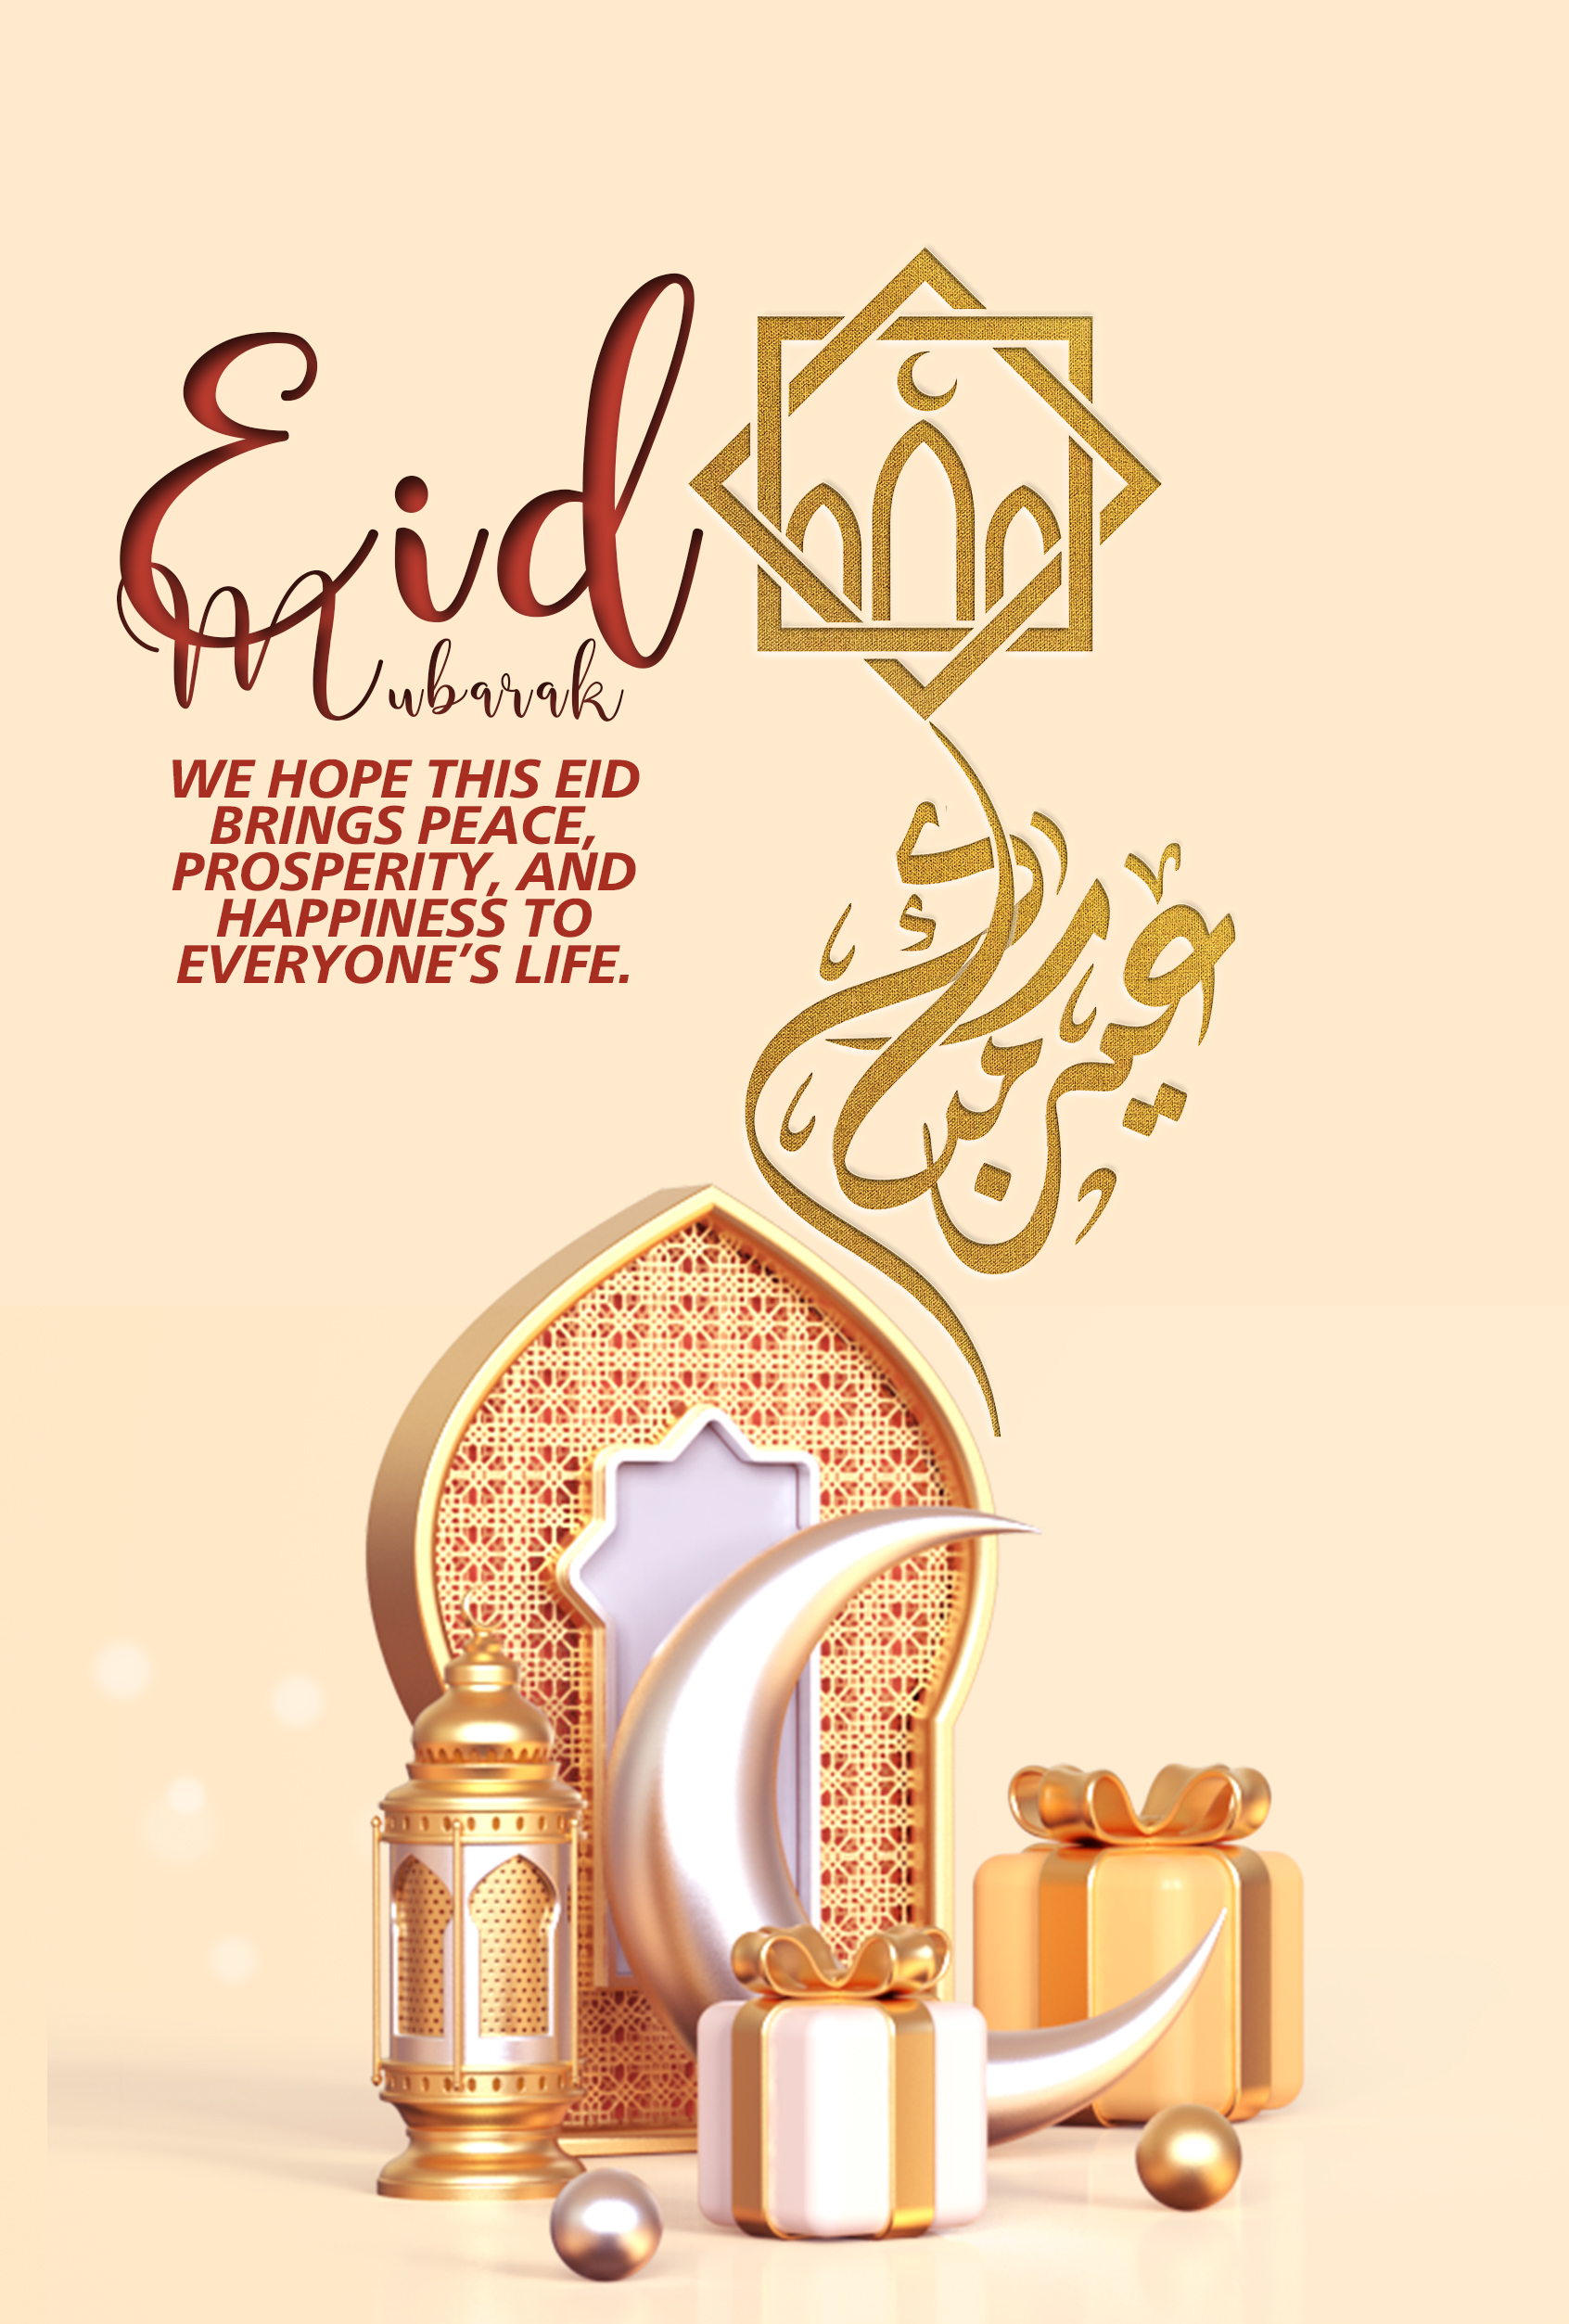 Eid
Mubarak
WE HOPE THIS EID
BRINGS PEACE,
PROSPERITY, AND
HAPPINESS TO
EVERYONE’S LIFE.
عيد مبارك